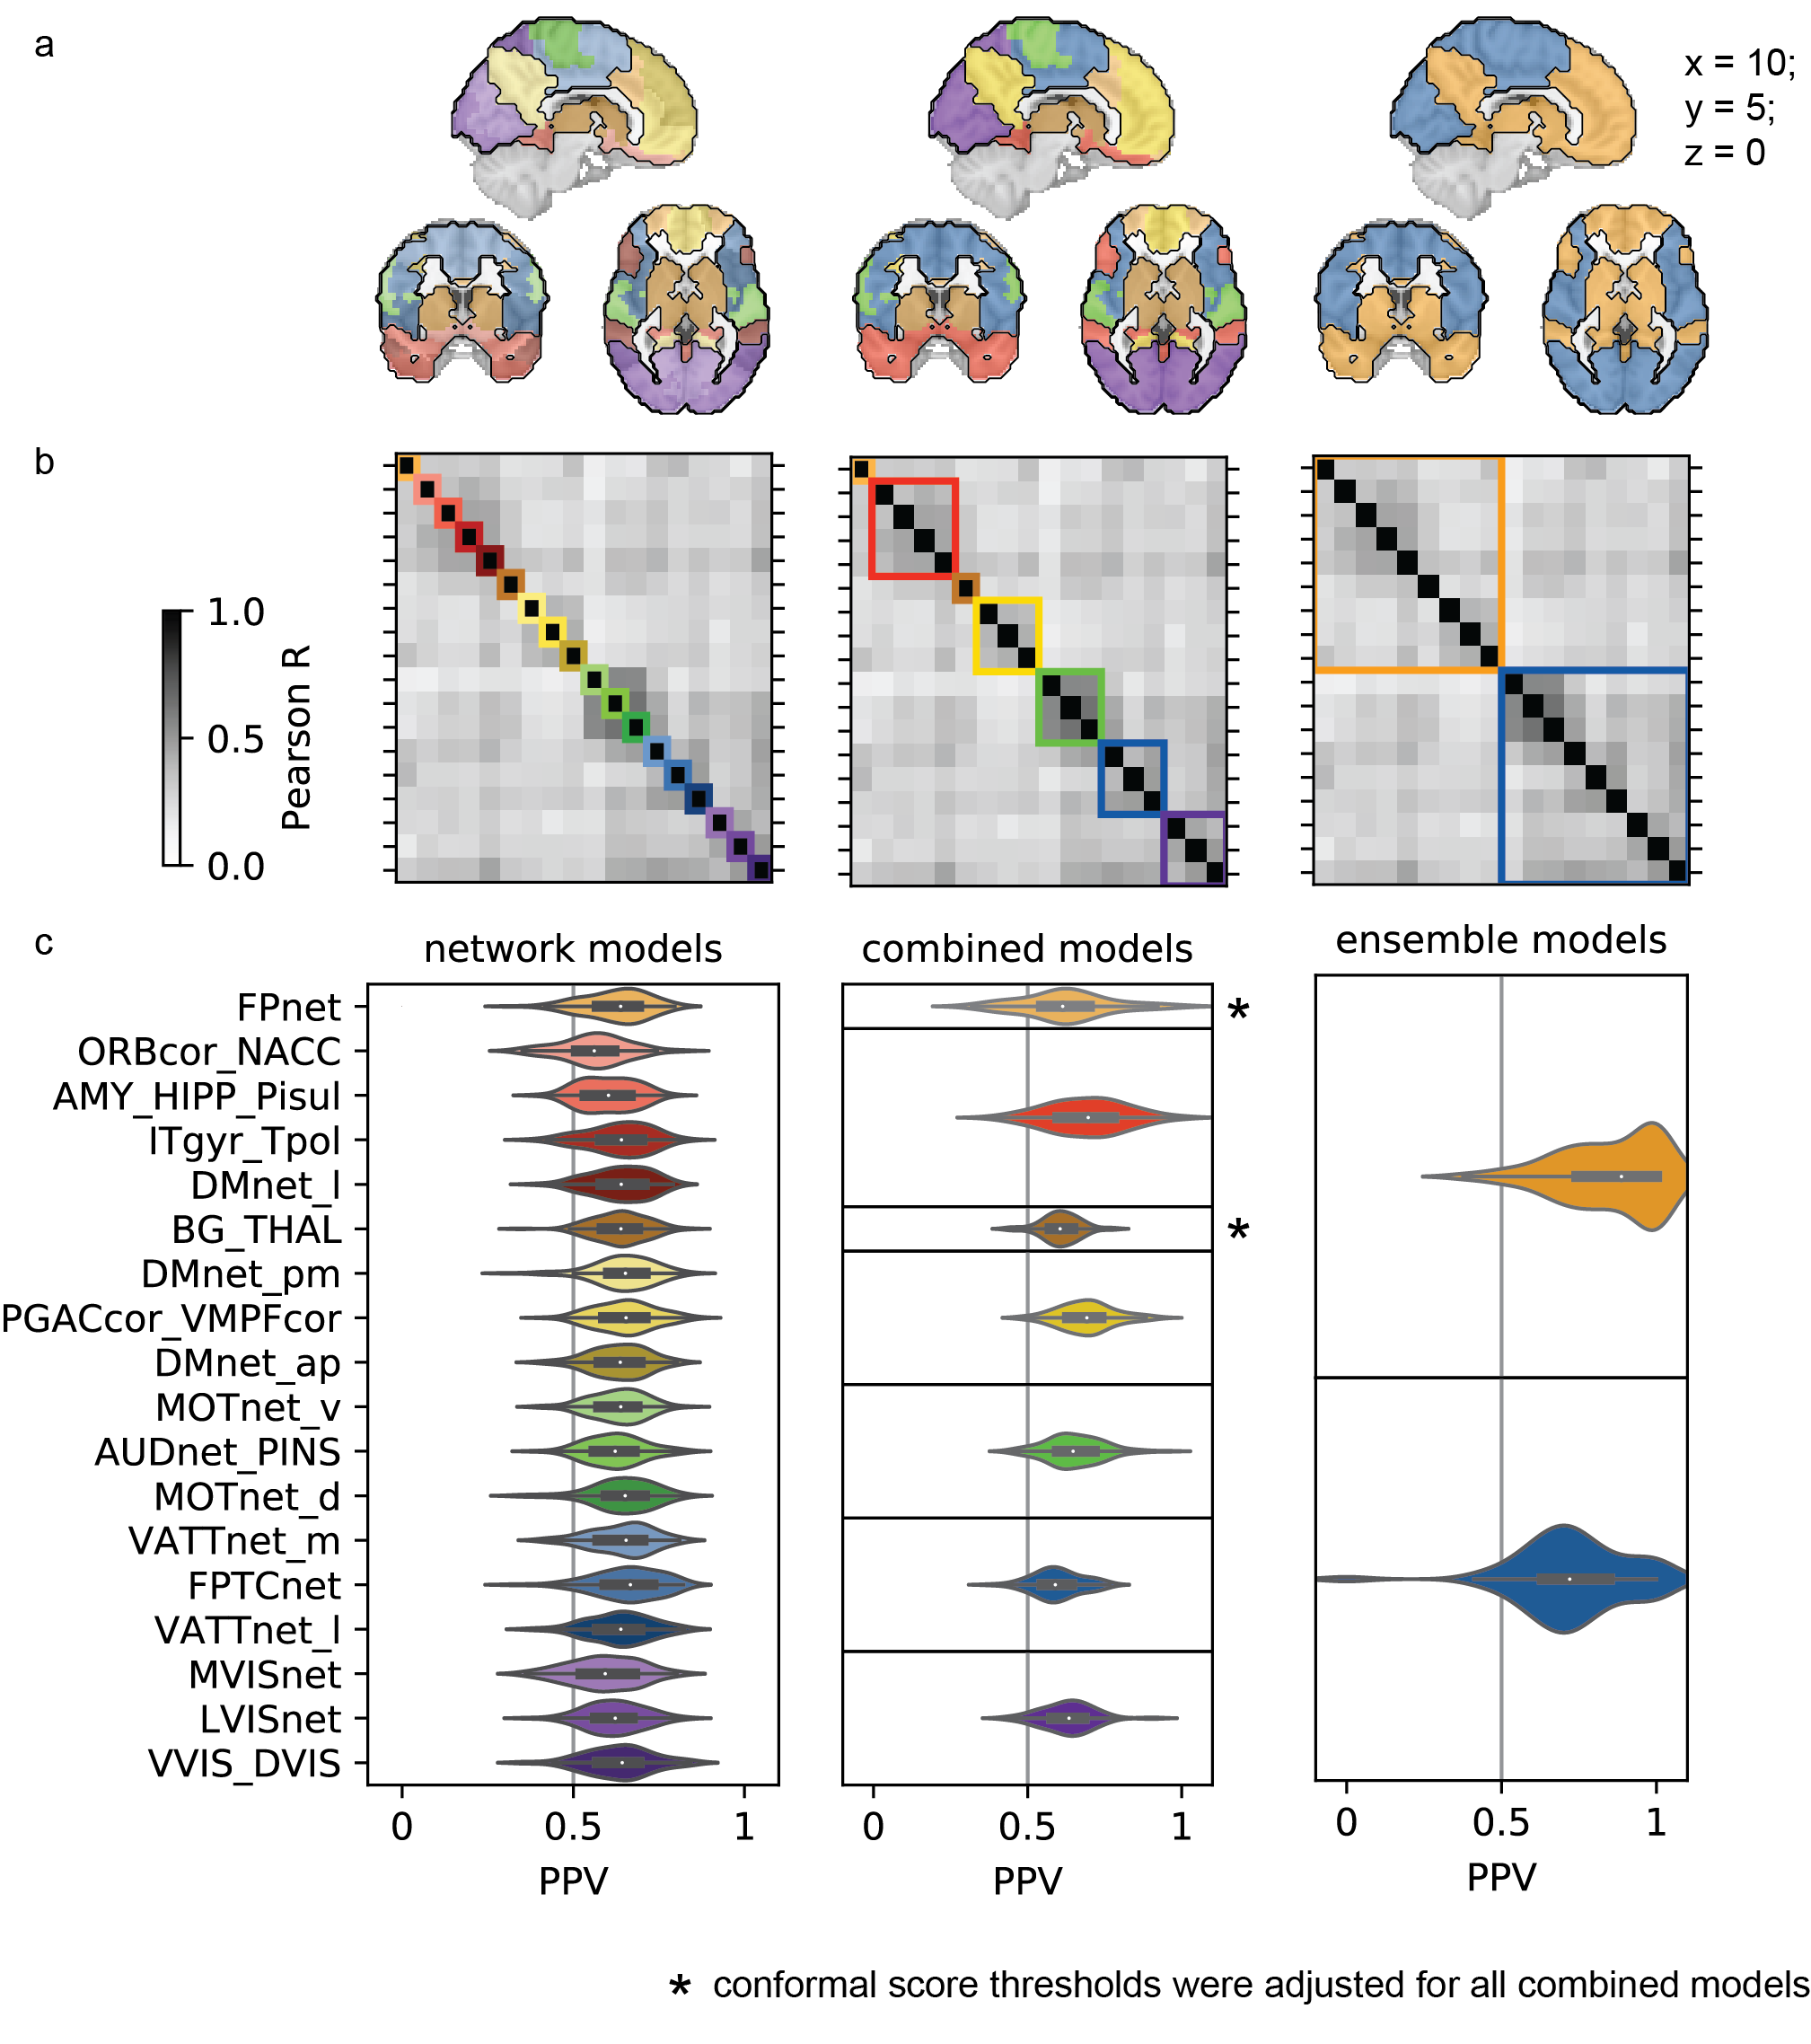 a
x = 10;
y = 5;
z = 0
b
1.0
0.5
0.0
Pearson R
c
network models
combined models
ensemble models
FPnet
*
ORBcor_NACC
AMY_HIPP_Pisul
ITgyr_Tpol
DMnet_l
BG_THAL
*
DMnet_pm
PGACcor_VMPFcor
DMnet_ap
MOTnet_v
AUDnet_PINS
MOTnet_d
VATTnet_m
FPTCnet
VATTnet_l
MVISnet
LVISnet
VVIS_DVIS
0 0.5 1
0 0.5 1
0 0.5 1
PPV
PPV
PPV
* conformal score thresholds were adjusted for all combined models